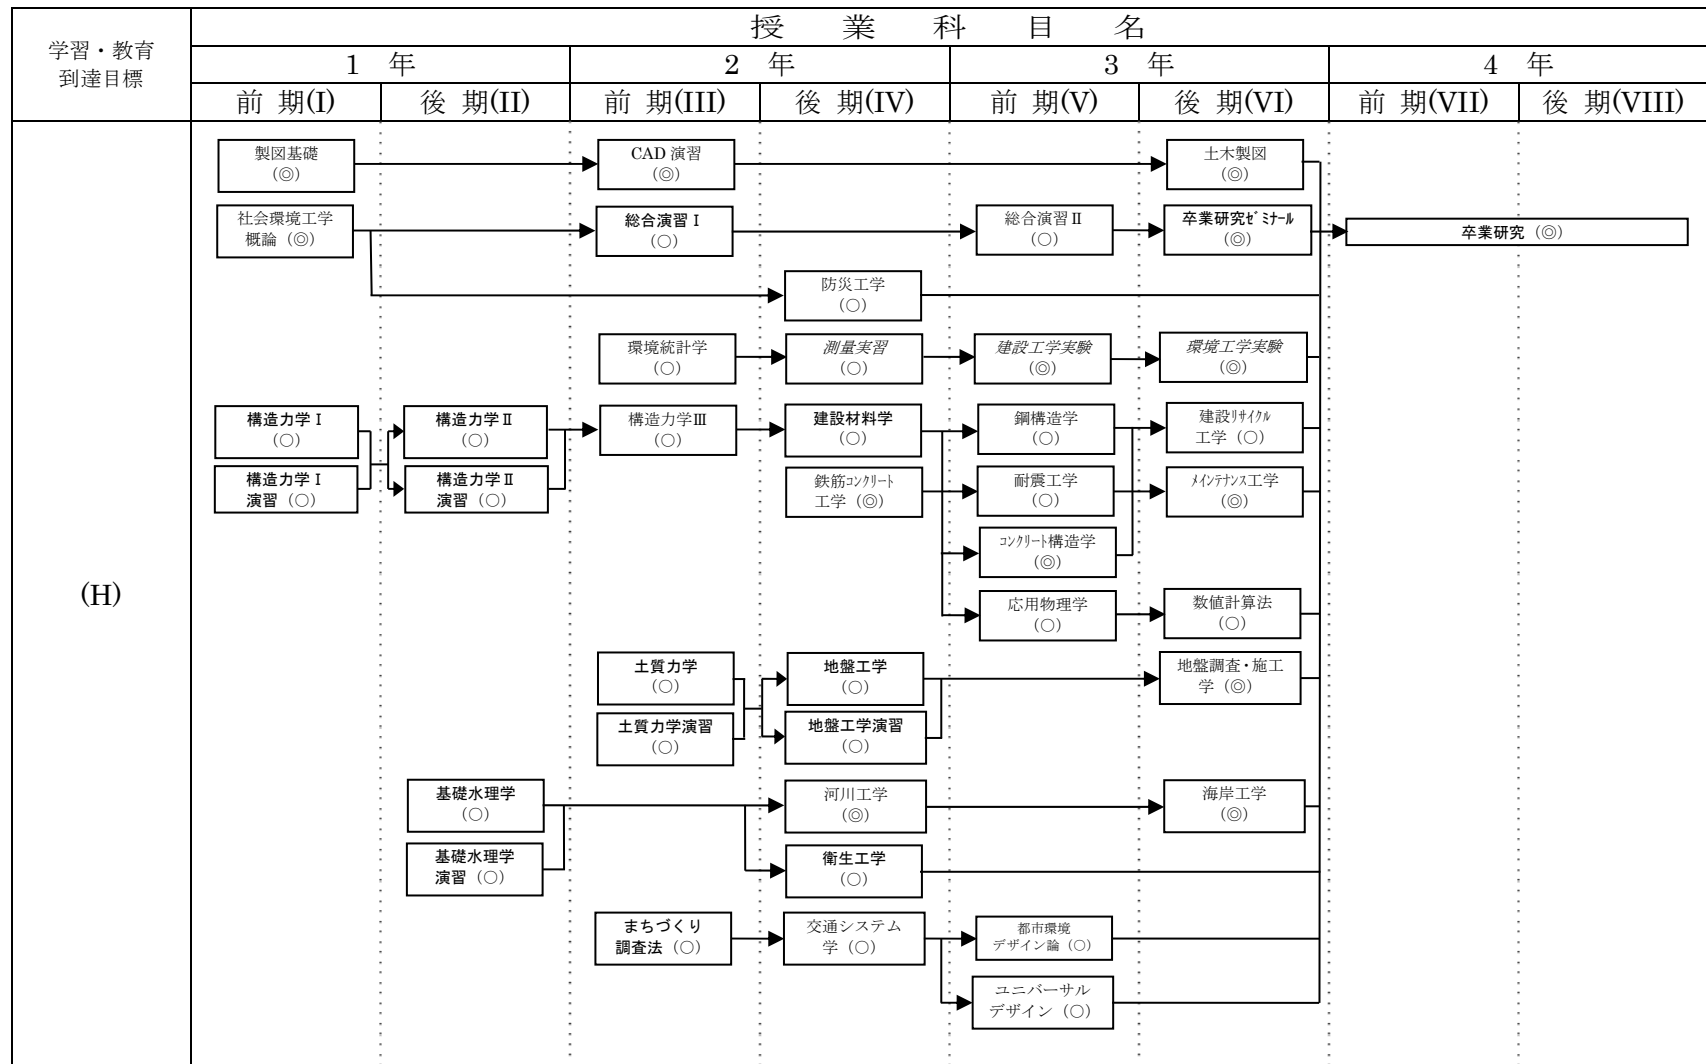 授 業 科 目 名
学習・教育
到達目標
1 年
2 年
3 年
4 年
前 期(I)
後 期(II)
前 期(III)
後 期(IV)
前 期(V)
後 期(VI)
前 期(VII)
後 期(VIII)
(H)
製図基礎
(◎)
CAD 演習
(◎)
土木製図
(◎)
社会環境工学
概論 (◎)
総合演習Ⅰ
(○)
総合演習Ⅱ
(○)
卒業研究ｾﾞﾐﾅｰﾙ
(◎)
卒業研究 (◎)
防災工学
(○)
環境統計学
(○)
測量実習
(○)
建設工学実験
(◎)
環境工学実験
(◎)
構造力学Ⅰ
(○)
構造力学Ⅱ
(○)
構造力学Ⅲ
(○)
建設材料学
(○)
鋼構造学
(○)
建設ﾘｻｲｸﾙ
工学 (○)
構造力学Ⅰ
演習 (○)
構造力学Ⅱ
演習 (○)
鉄筋ｺﾝｸﾘｰﾄ
工学 (◎)
耐震工学
(○)
ﾒｲﾝﾃﾅﾝｽ工学
(◎)
ｺﾝｸﾘｰﾄ構造学
(◎)
応用物理学
(○)
数値計算法
(○)
土質力学
(○)
地盤工学
(○)
地盤調査・施工
学 (◎)
土質力学演習
(○)
地盤工学演習
(○)
基礎水理学
(○)
河川工学
(◎)
海岸工学
(◎)
基礎水理学
演習 (○)
衛生工学
(○)
まちづくり
調査法 (○)
交通システム
学 (○)
都市環境
デザイン論 (○)
ユニバーサル
デザイン (○)